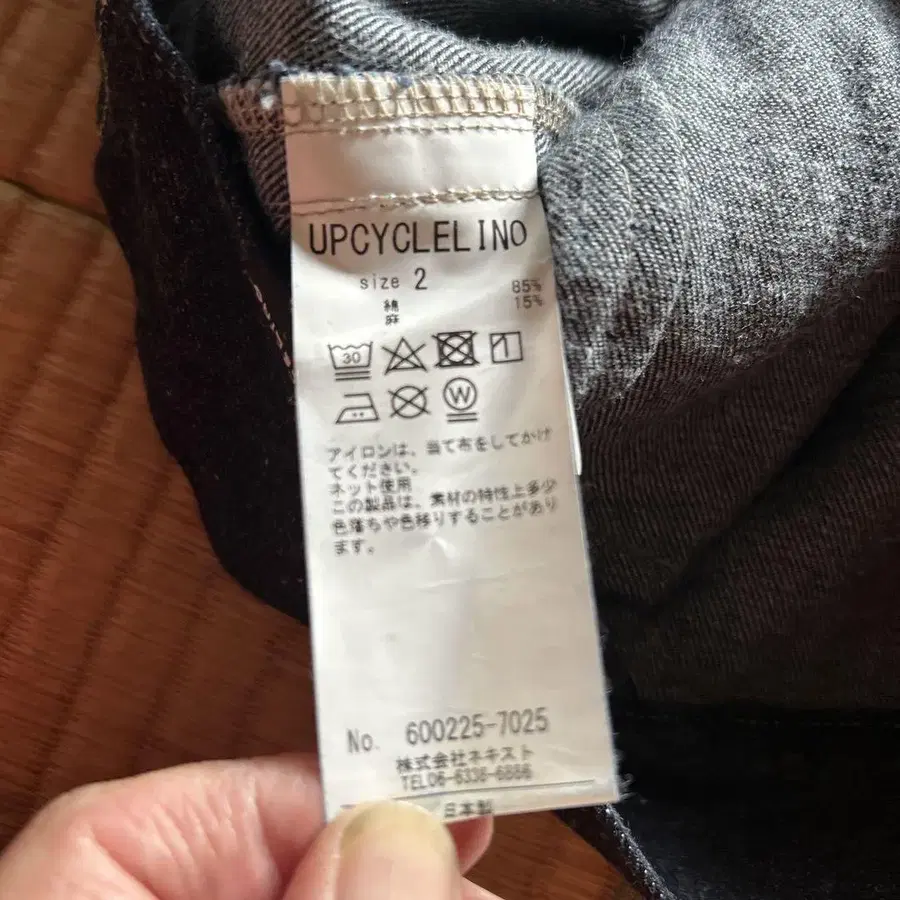 UPCYCLELINO
size 2
綿 85%
麻 15%
30
W
アイロンは、当て布をしてかけ
てください。
ネット使用
この製品は、素材の特性上多少
色落ちや色移りすることがあり
ます。
No. 600225-7025
株式会社ネキスト
TEL06-6338-6886
日本製